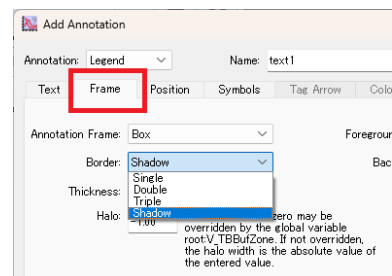 Add Annotation
Annotation: Legend Name: text1
Text Frame Position Symbols Tag Arrow
Annotation Frame: Box
Border: Shadow
Single
Thickness: Double
Triple
Halo: Shadow zero may be
-1.00 overridden by the global variable
root:V_TBBufZone. If not overridden,
the halo width is the absolute value of
the entered value.